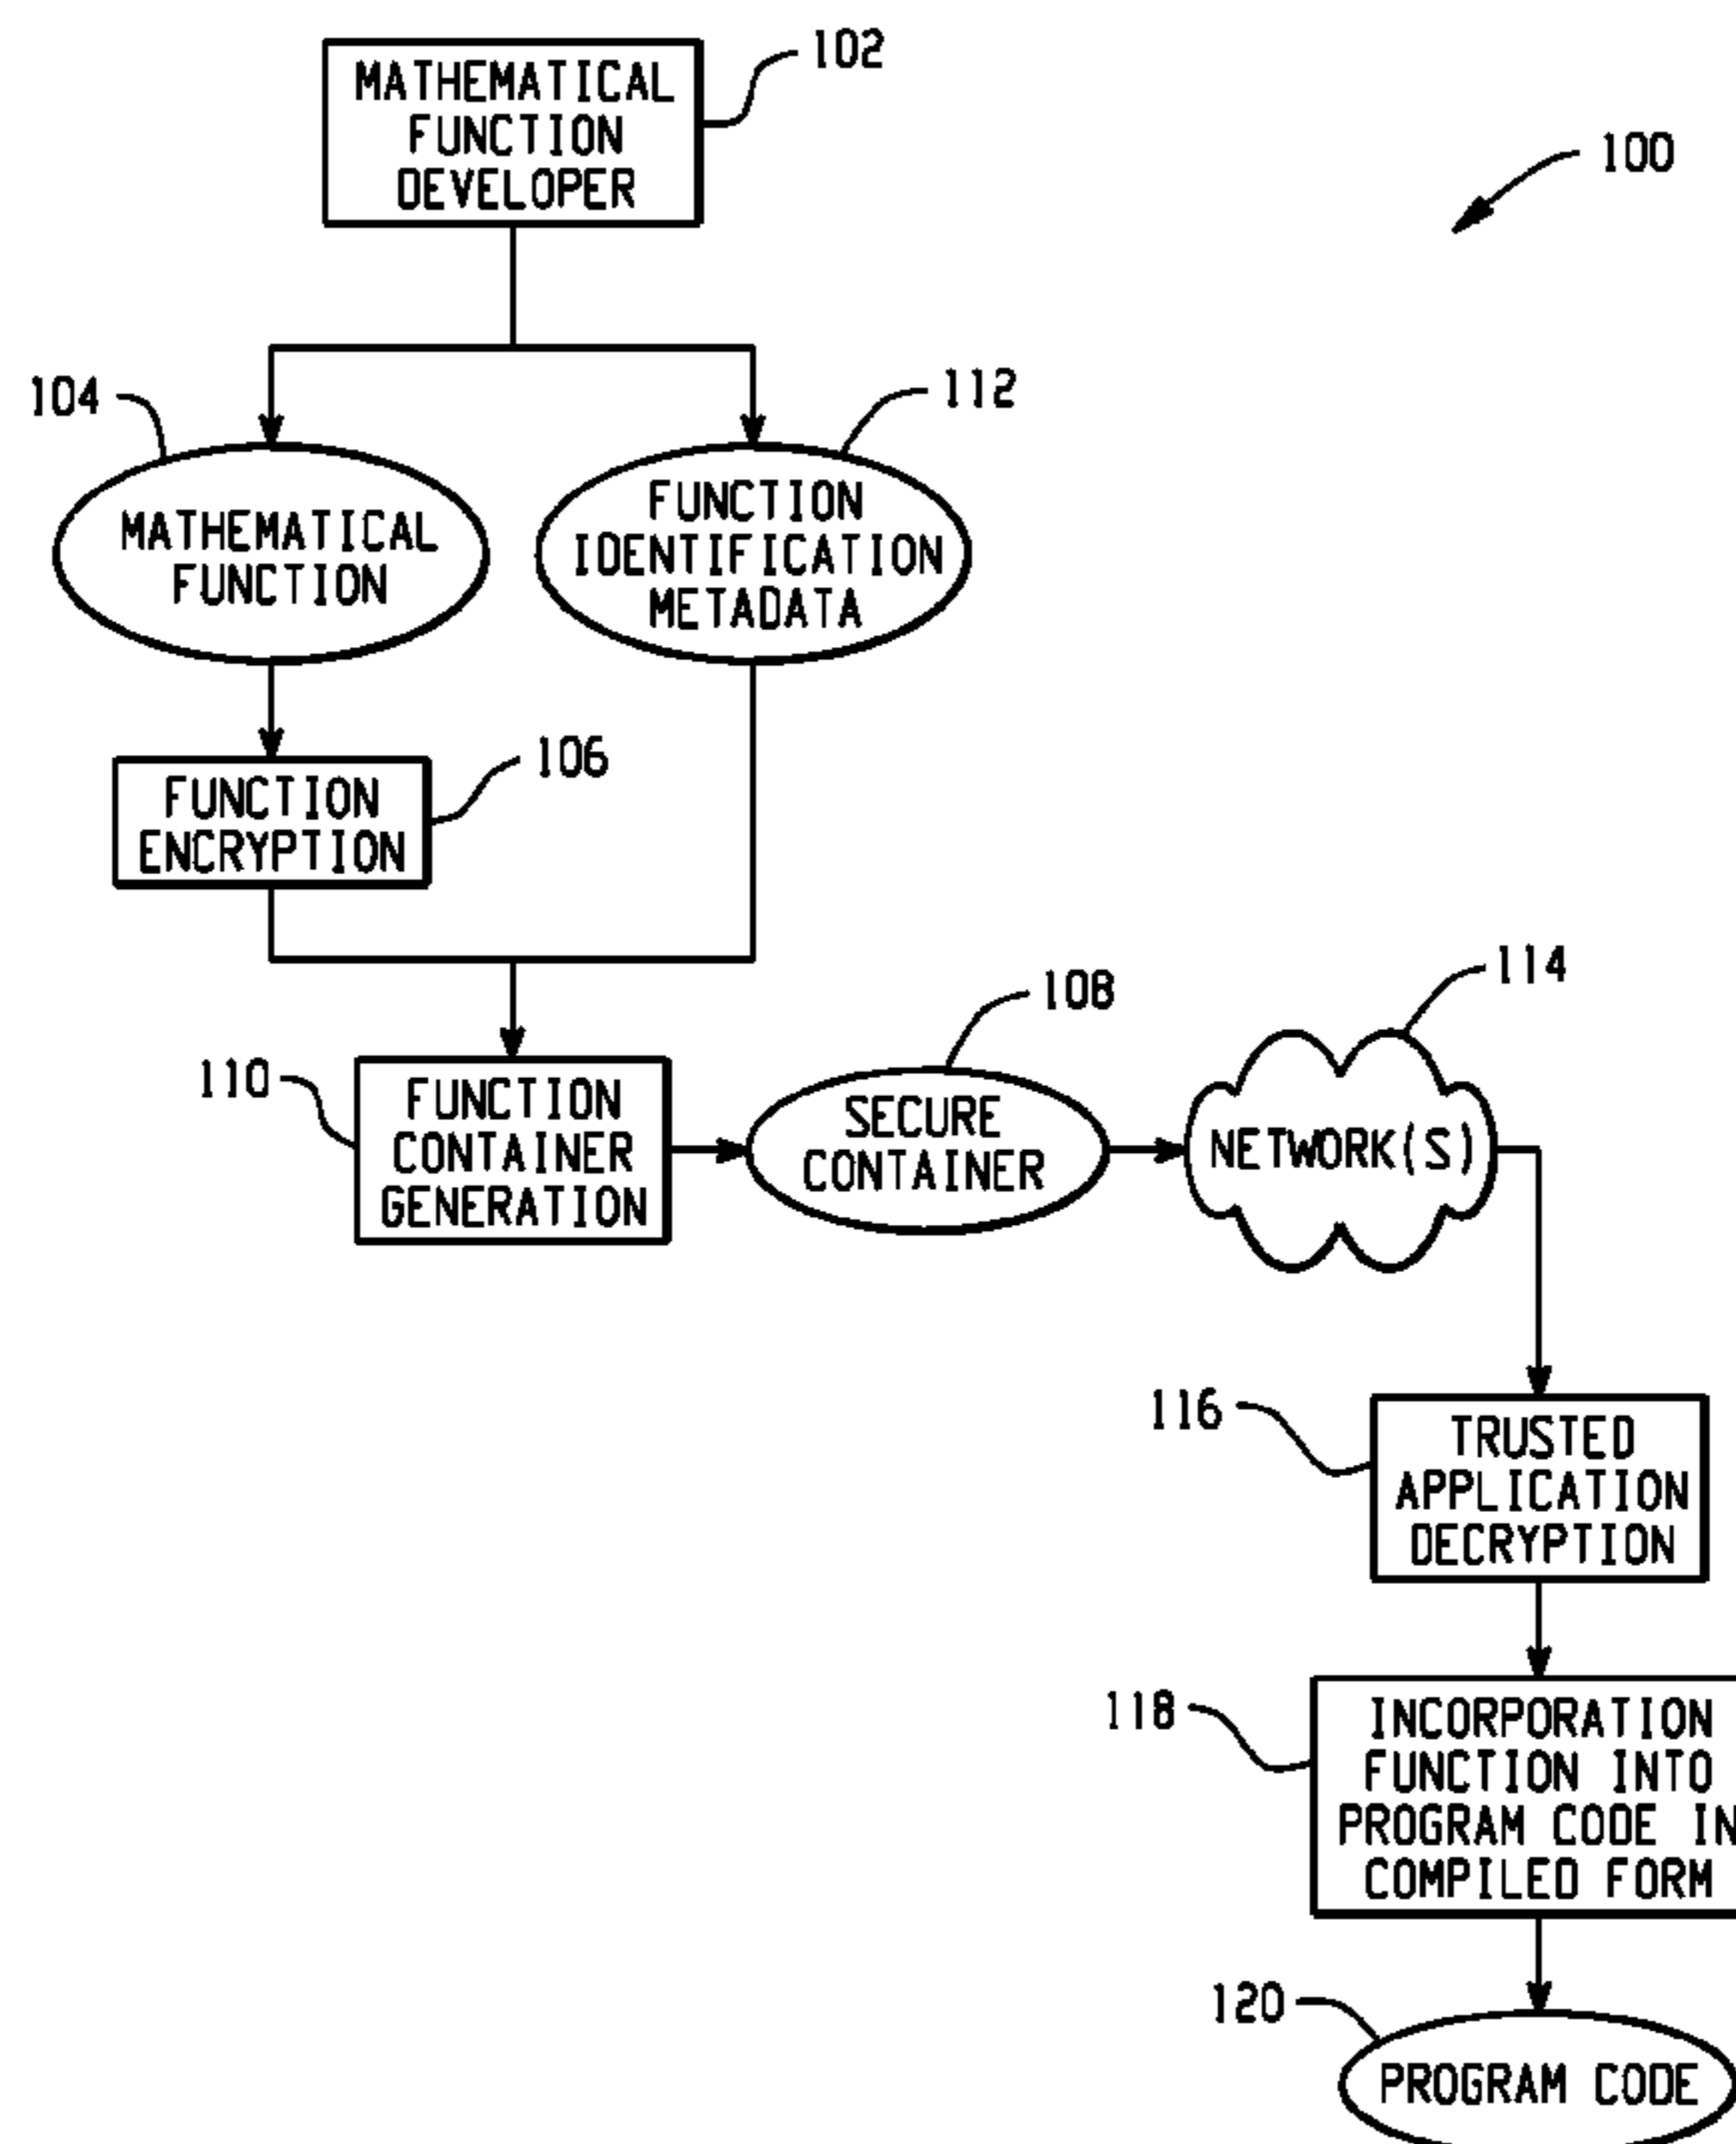 MATHEMATICAL
FUNCTION
DEVELOPER
102
100
104
112
MATHEMATICAL
FUNCTION
FUNCTION
IDENTIFICATION
METADATA
106
FUNCTION
ENCRYPTION
108
114
110
FUNCTION
CONTAINER
GENERATION
SECURE
CONTAINER
NETWORK(S)
116
TRUSTED
APPLICATION
DECRYPTION
118
INCORPORATION
FUNCTION INTO
PROGRAM CODE IN
COMPILED FORM
120
PROGRAM CODE